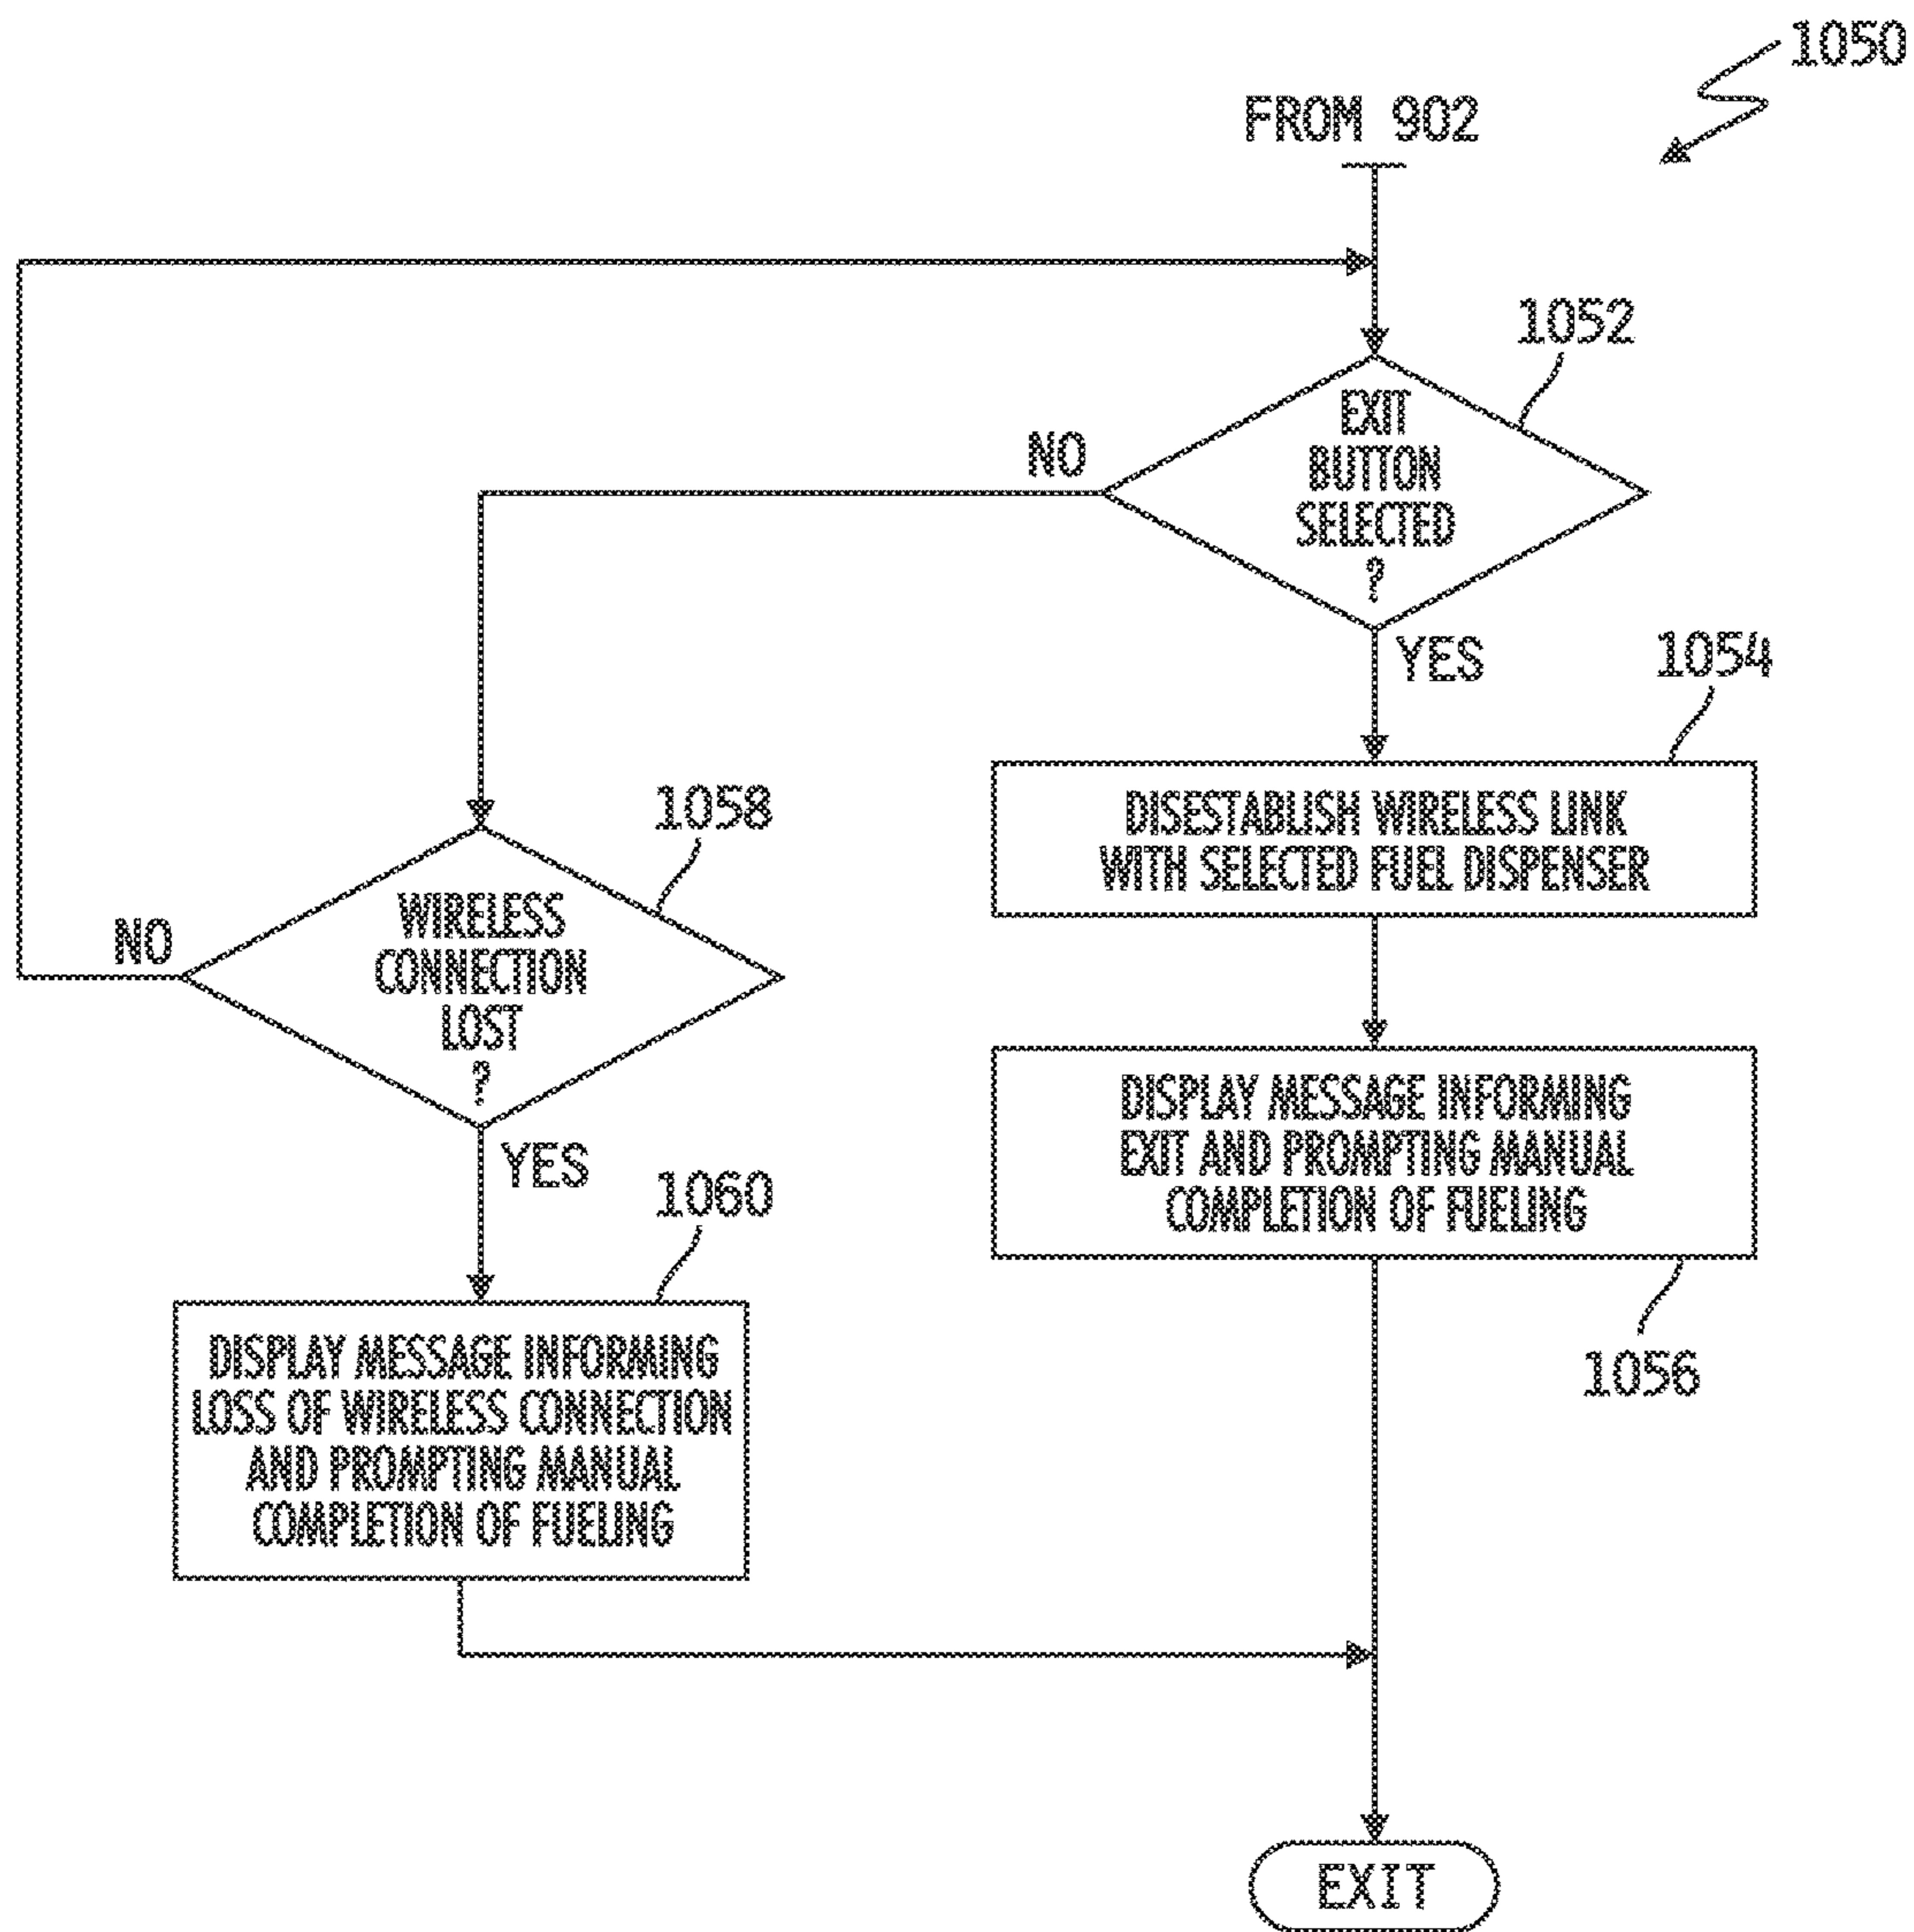 1050
FROM 902
1052
EXIT
BUTTON
SELECTED
?
NO
YES
1054
DISESTABLISH WIRELESS LINK
WITH SELECTED FUEL DISPENSER
1058
WIRELESS
CONNECTION
LOST
?
NO
YES
DISPLAY MESSAGE INFORMING
EXIT AND PROMPTING MANUAL
COMPLETION OF FUELING
1056
1060
DISPLAY MESSAGE INFORMING
LOSS OF WIRELESS CONNECTION
AND PROMPTING MANUAL
COMPLETION OF FUELING
EXIT